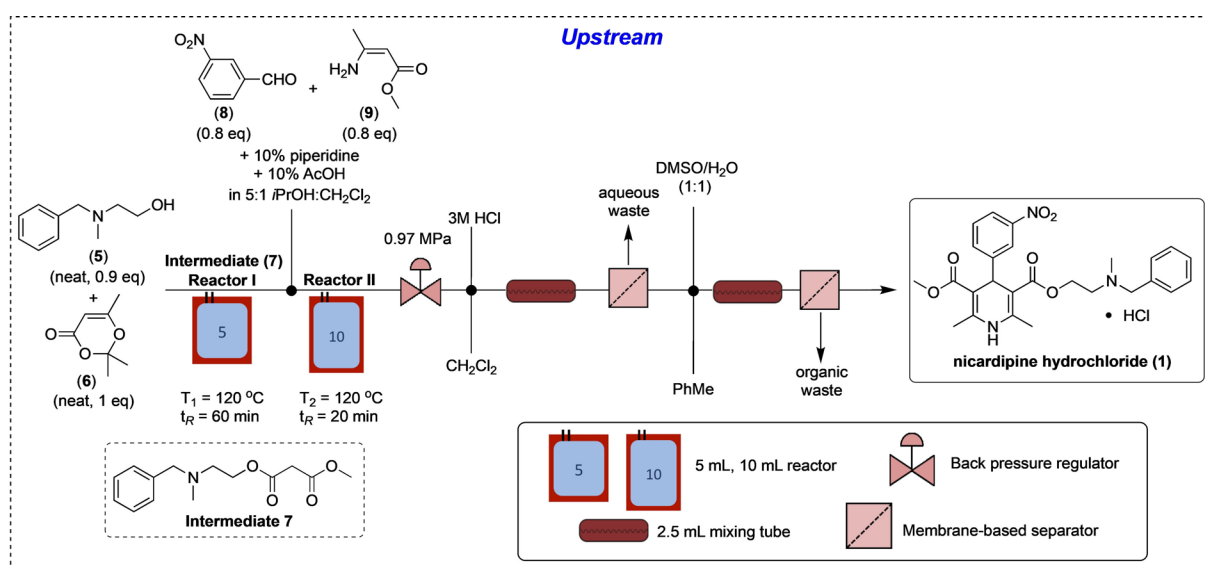 Upstream
O₂N
CHO
(8)
(0.8 eq)
+
H₂N
O
O
(9)
(0.8 eq)
+ 10% piperidine
+ 10% AcOH
in 5:1 iPrOH:CH₂Cl₂
N
OH
(5)
(neat, 0.9 eq)
+
O
O
O
(6)
(neat, 1 eq)
Intermediate (7)
Reactor I
5
T₁ = 120 °C
tR = 60 min
Reactor II
10
T₂ = 120 °C
tR = 20 min
0.97 MPa
3M HCl
CH₂Cl₂
aqueous
waste
DMSO/H₂O
(1:1)
PhMe
organic
waste
NO₂
O
O
O
O
N
N
H
• HCl
nicardipine hydrochloride (1)
N
O
O
O
O
Intermediate 7
5
10
5 mL, 10 mL reactor
Back pressure regulator
2.5 mL mixing tube
Membrane-based separator